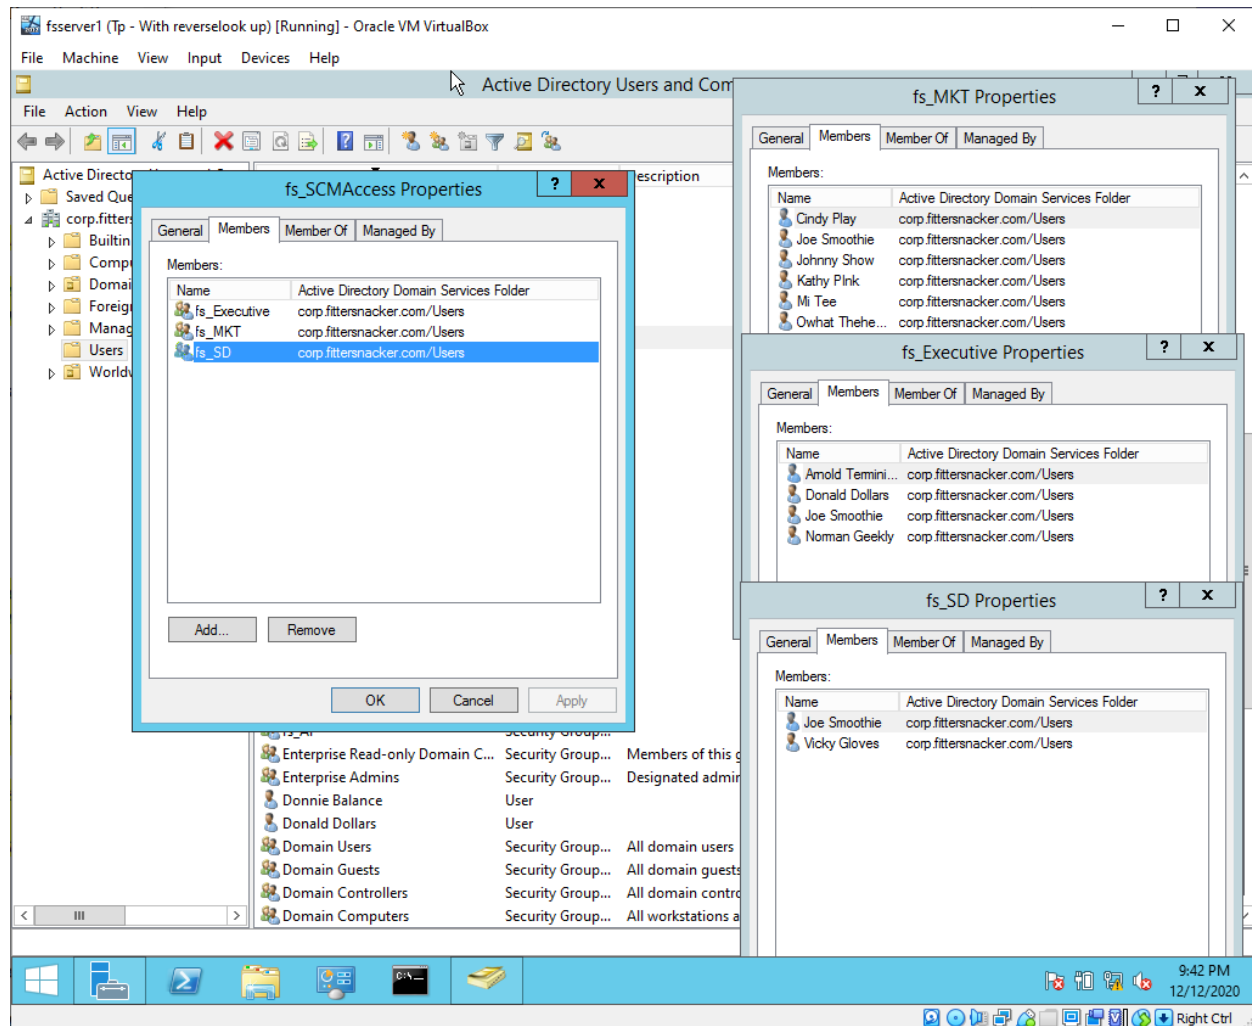 fsserver1 (Tp - With reverselook up) [Running] - Oracle VM VirtualBox
File Machine View Input Devices Help
Active Directory Users and Com
File Action View Help
Active Directo
Saved Que
corp.fitters
Builtin
Compu
Domai
Foreig
Manag
Users
Worldw
escription
fs_SCMAccess Properties
? x
General Members Member Of Managed By
Members:
Name Active Directory Domain Services Folder
fs_Executive corp.fittersnacker.com/Users
fs_MKT corp.fittersnacker.com/Users
fs_SD corp.fittersnacker.com/Users
Add... Remove
OK Cancel Apply
fs_MKT Properties
? x
General Members Member Of Managed By
Members:
Name Active Directory Domain Services Folder
Cindy Play corp.fittersnacker.com/Users
Joe Smoothie corp.fittersnacker.com/Users
Johnny Show corp.fittersnacker.com/Users
Kathy PInk corp.fittersnacker.com/Users
Mi Tee corp.fittersnacker.com/Users
Owhat Thehe... corp.fittersnacker.com/Users
fs_Executive Properties
? x
General Members Member Of Managed By
Members:
Name Active Directory Domain Services Folder
Arnold Termini... corp.fittersnacker.com/Users
Donald Dollars corp.fittersnacker.com/Users
Joe Smoothie corp.fittersnacker.com/Users
Norman Geekly corp.fittersnacker.com/Users
fs_SD Properties
? x
General Members Member Of Managed By
Members:
Name Active Directory Domain Services Folder
Joe Smoothie corp.fittersnacker.com/Users
Vicky Gloves corp.fittersnacker.com/Users
Enterprise Read-only Domain C... Security Group... Members of this g
Enterprise Admins Security Group... Designated admir
Donnie Balance User
Donald Dollars User
Domain Users Security Group... All domain users
Domain Guests Security Group... All domain guests
Domain Controllers Security Group... All domain contro
Domain Computers Security Group... All workstations a
9:42 PM
12/12/2020
Right Ctrl